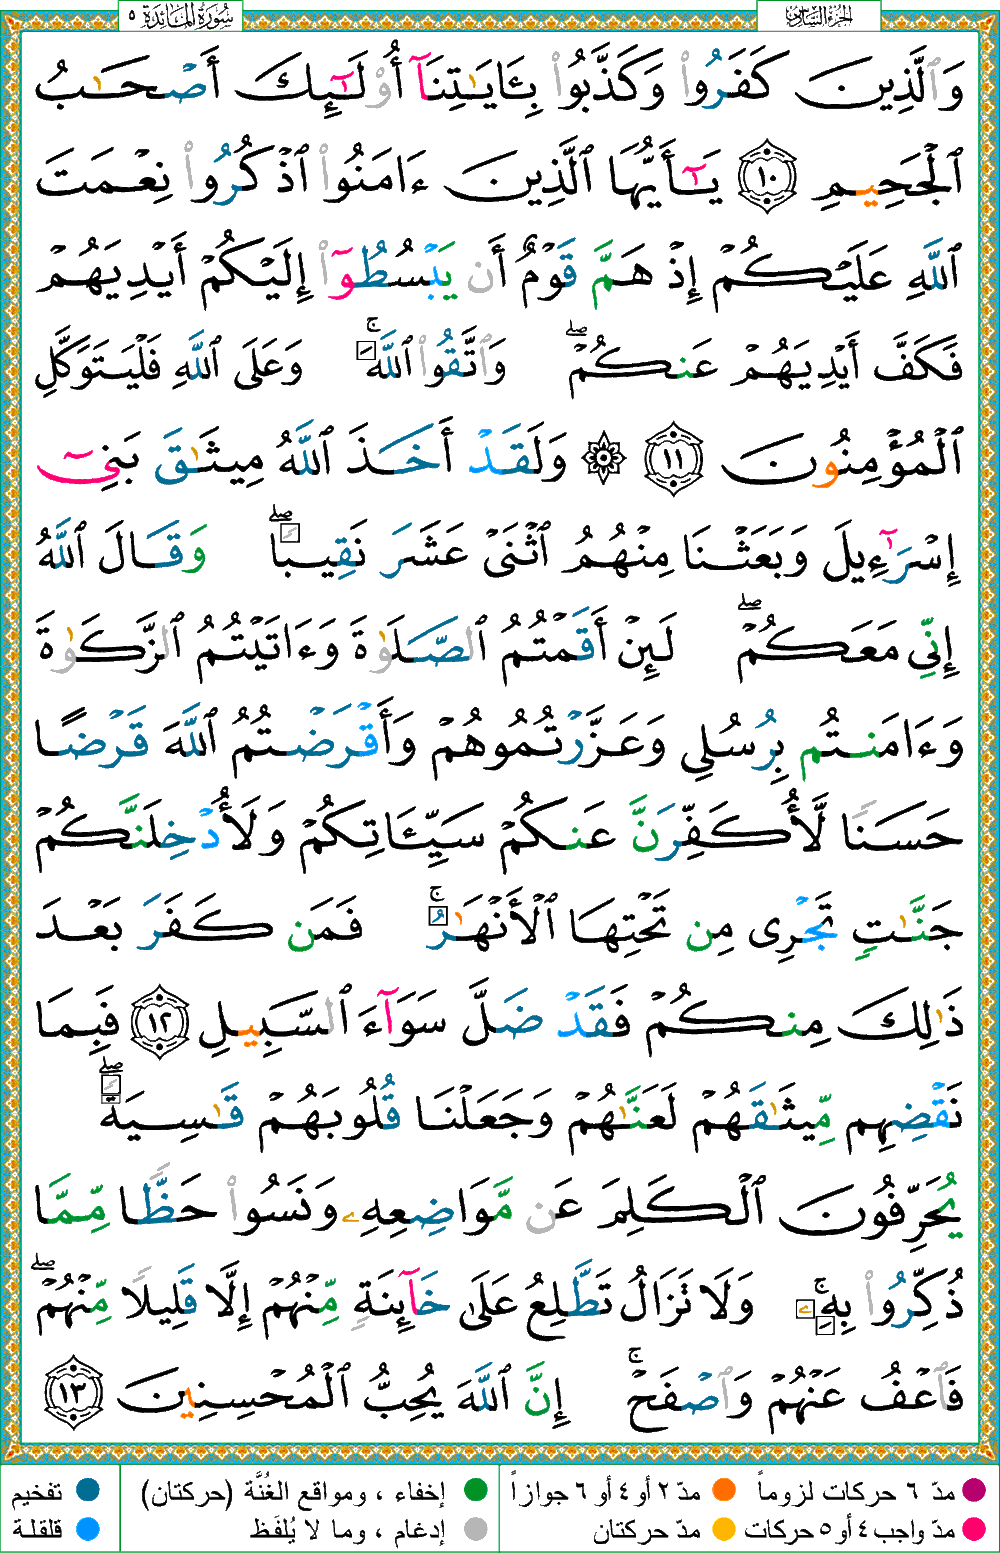 الجزء السادس
سورة المائدة ٥
وَٱلَّذِينَ كَفَرُوا۟ وَكَذَّبُوا۟ بِـَٔايَـٰتِنَآ أُو۟لَـٰٓئِكَ أَصْحَـٰبُ
ٱلْجَحِيمِ ١٠ يَـٰٓأَيُّهَا ٱلَّذِينَ ءَامَنُوا۟ ٱذْكُرُوا۟ نِعْمَتَ
ٱللَّهِ عَلَيْكُمْ إِذْ هَمَّ قَوْمٌ أَن يَبْسُطُوٓا۟ إِلَيْكُمْ أَيْدِيَهُمْ
فَكَفَّ أَيْدِيَهُمْ عَنكُمْ ۖ وَٱتَّقُوا۟ ٱللَّهَ ۚ وَعَلَى ٱللَّهِ فَلْيَتَوَكَّلِ
ٱلْمُؤْمِنُونَ ١١ ۞ وَلَقَدْ أَخَذَ ٱللَّهُ مِيثَـٰقَ بَنِىٓ
إِسْرَٰٓءِيلَ وَبَعَثْنَا مِنْهُمُ ٱثْنَىْ عَشَرَ نَقِيبًا ۖ وَقَالَ ٱللَّهُ
إِنِّى مَعَكُمْ ۖ لَئِنْ أَقَمْتُمُ ٱلصَّلَوٰةَ وَءَاتَيْتُمُ ٱلزَّكَوٰةَ
وَءَامَنتُم بِرُسُلِى وَعَزَّرْتُمُوهُمْ وَأَقْرَضْتُمُ ٱللَّهَ قَرْضًا
حَسَنًا لَّأُكَفِّرَنَّ عَنكُمْ سَيِّـَٔاتِكُمْ وَلَأُدْخِلَنَّكُمْ
جَنَّـٰتٍ تَجْرِى مِن تَحْتِهَا ٱلْأَنْهَـٰرُ ۚ فَمَن كَفَرَ بَعْدَ
ذَٰلِكَ مِنكُمْ فَقَدْ ضَلَّ سَوَآءَ ٱلسَّبِيلِ ١٢ فَبِمَا
نَقْضِهِم مِّيثَـٰقَهُمْ لَعَنَّـٰهُمْ وَجَعَلْنَا قُلُوبَهُمْ قَـٰسِيَةً ۖ
يُحَرِّفُونَ ٱلْكَلِمَ عَن مَّوَاضِعِهِۦ وَنَسُوا۟ حَظًّا مِّمَّا
ذُكِّرُوا۟ بِهِۦ ۚ وَلَا تَزَالُ تَطَّلِعُ عَلَىٰ خَآئِنَةٍ مِّنْهُمْ إِلَّا قَلِيلًا مِّنْهُمْ ۖ
فَٱعْفُ عَنْهُمْ وَٱصْفَحْ ۚ إِنَّ ٱللَّهَ يُحِبُّ ٱلْمُحْسِنِينَ ١٣
مدّ ٦ حركات لزوماً مدّ ٢ أو ٤ أو ٦ جوازاً إخفاء ، ومواقع الغُنَّة (حركتان) تفخيم
مدّ واجب ٤ أو ٥ حركات مدّ حركتان إدغام ، وما لا يُلفَظ قلقلة